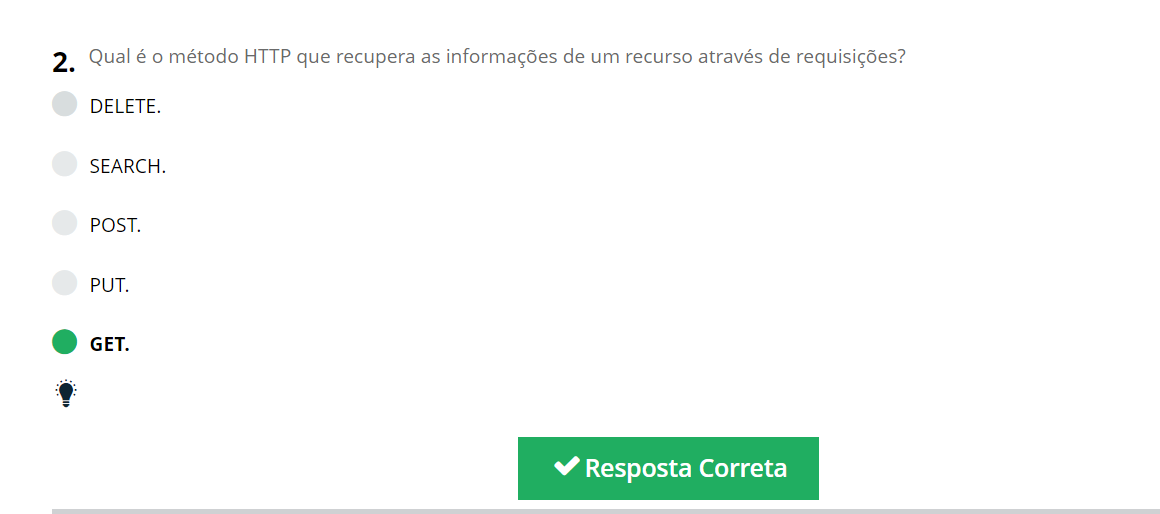 2. Qual é o método HTTP que recupera as informações de um recurso através de requisições?
DELETE.
SEARCH.
POST.
PUT.
GET.
Resposta Correta